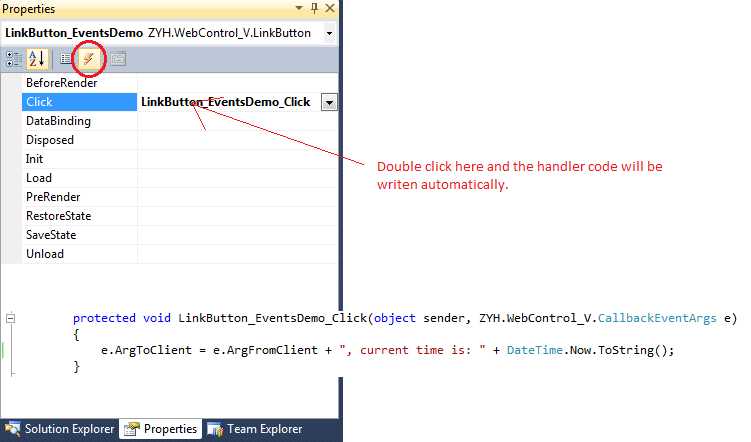 Properties
LinkButton_EventsDemo ZYH.WebControl_V.LinkButton
BeforeRender
Click LinkButton_EventsDemo_Click
DataBinding
Disposed
Init
Load
PreRender
RestoreState
SaveState
Unload
Double click here and the handler code will be
writen automatically.
protected void LinkButton_EventsDemo_Click(object sender, ZYH.WebControl_V.CallbackEventArgs e)
{
e.ArgToClient = e.ArgFromClient + ", current time is: " + DateTime.Now.ToString();
}
Solution Explorer Properties Team Explorer